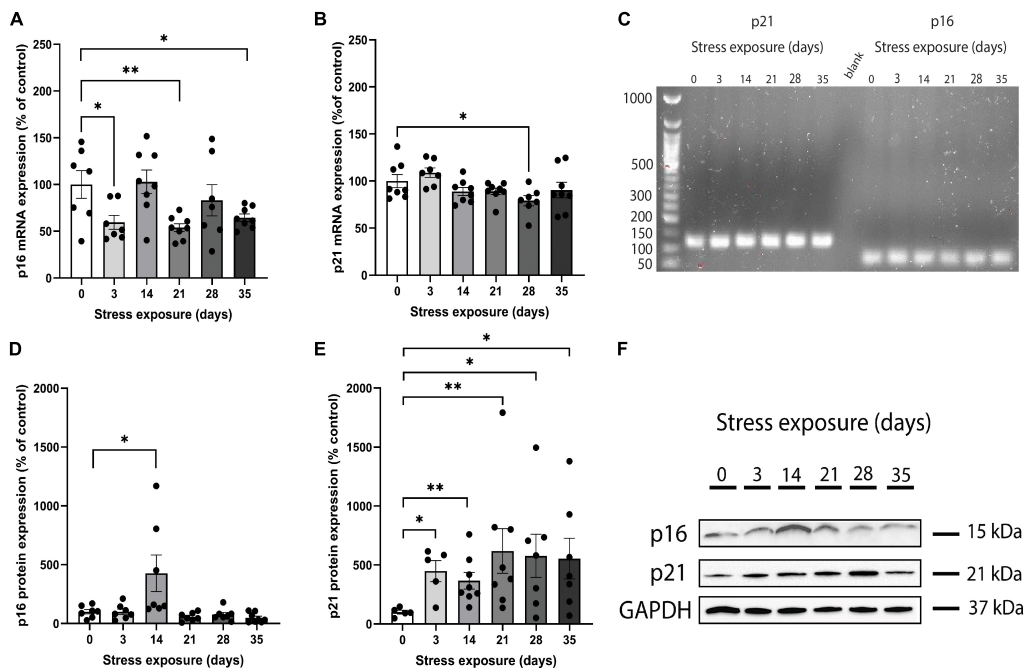 A
p16 mRNA expression (% of control)
250
200
150
100
50
0
*
**
*
0 3 14 21 28 35
Stress exposure (days)
B
p21 mRNA expression (%of control)
250
200
150
100
50
0
*
0 3 14 21 28 35
Stress exposure (days)
C
p21 p16
Stress exposure (days) Stress exposure (days)
0 3 14 21 28 35 blank 0 3 14 21 28 35
1000
500
300
200
150
100
50
D
p16 protein expression (% of control)
2000
1500
1000
500
0
*
0 3 14 21 28 35
Stress exposure (days)
E
p21 protein expression (% of control)
2000
1500
1000
500
0
*
*
**
**
*
0 3 14 21 28 35
Stress exposure (days)
F
Stress exposure (days)
0 3 14 21 28 35
p16 15 kDa
p21 21 kDa
GAPDH 37 kDa